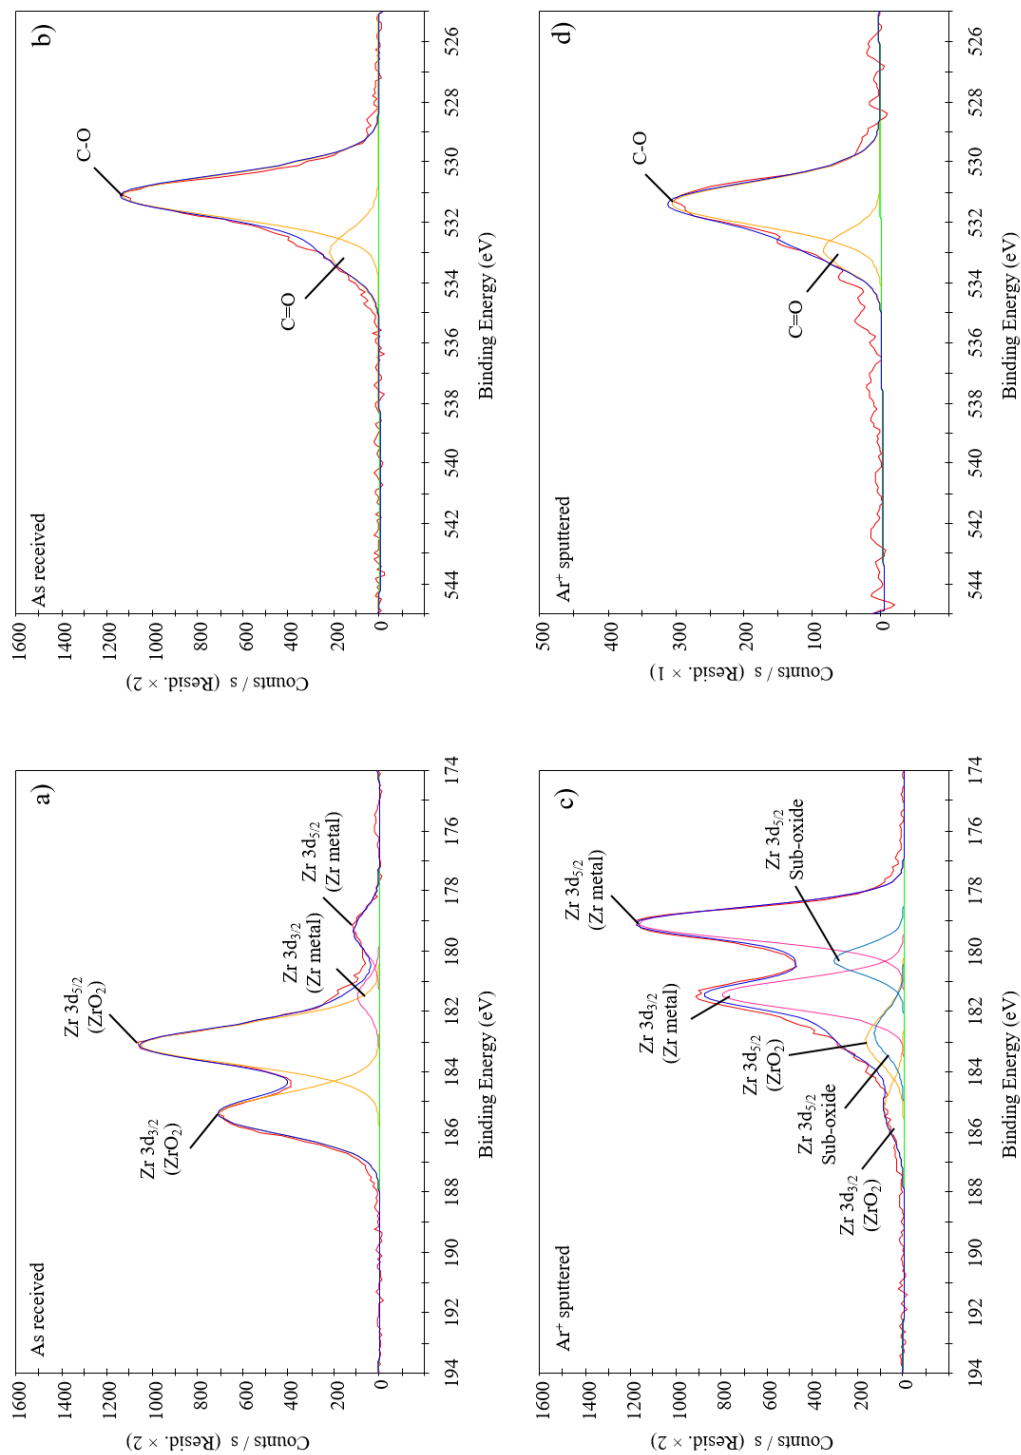 As received
a)
Zr 3d5/2
(ZrO2)
Zr 3d3/2
(ZrO2)
Zr 3d5/2
(Zr metal)
Zr 3d3/2
(Zr metal)
1600
1400
1200
1000
800
600
400
200
0
Counts / s (Resid. × 2)
194 192 190 188 186 184 182 180 178 176 174
Binding Energy (eV)
As received
b)
C-O
C=O
1600
1400
1200
1000
800
600
400
200
0
Counts / s (Resid. × 2)
544 542 540 538 536 534 532 530 528 526
Binding Energy (eV)
Ar+ sputtered
c)
Zr 3d5/2
(Zr metal)
Zr 3d3/2
(Zr metal)
Zr 3d5/2
Sub-oxide
Zr 3d5/2
(ZrO2)
Zr 3d5/2
Sub-oxide
Zr 3d3/2
(ZrO2)
1600
1400
1200
1000
800
600
400
200
0
Counts / s (Resid. × 2)
194 192 190 188 186 184 182 180 178 176 174
Binding Energy (eV)
Ar+ sputtered
d)
C-O
C=O
500
400
300
200
100
0
Counts / s (Resid. × 1)
544 542 540 538 536 534 532 530 528 526
Binding Energy (eV)